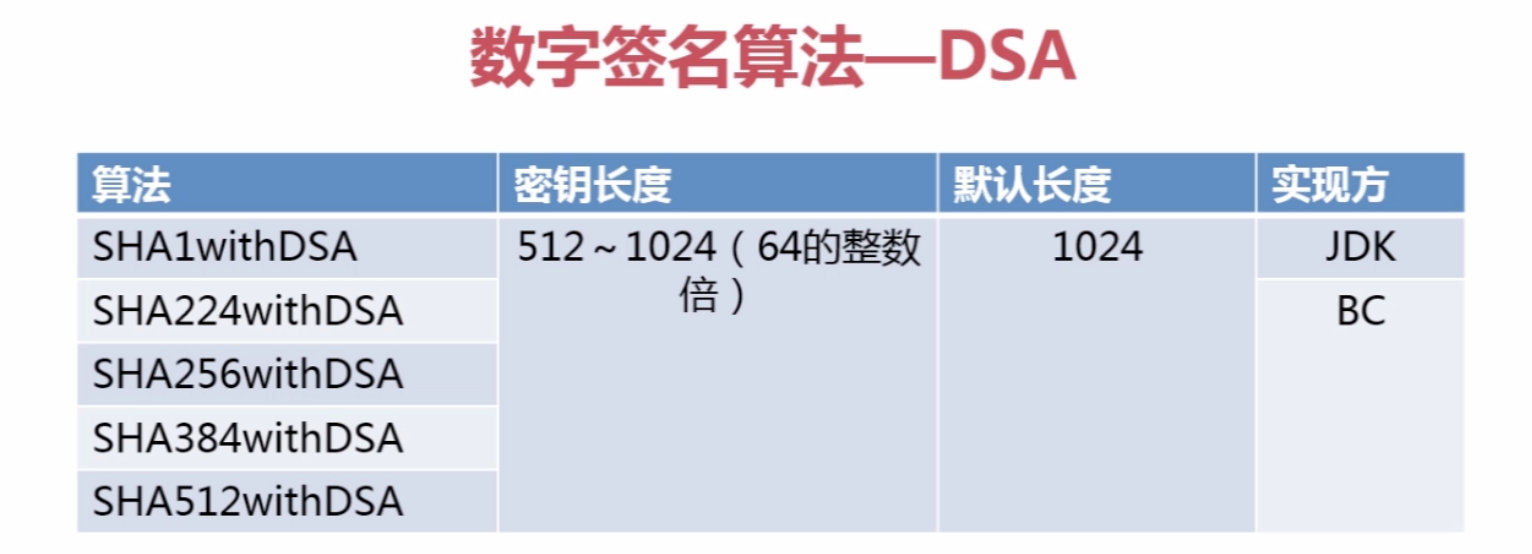 数字签名算法—DSA
算法 密钥长度 默认长度 实现方
SHA1withDSA 512～1024（64的整数 1024 JDK
倍）
SHA224withDSA BC
SHA256withDSA
SHA384withDSA
SHA512withDSA